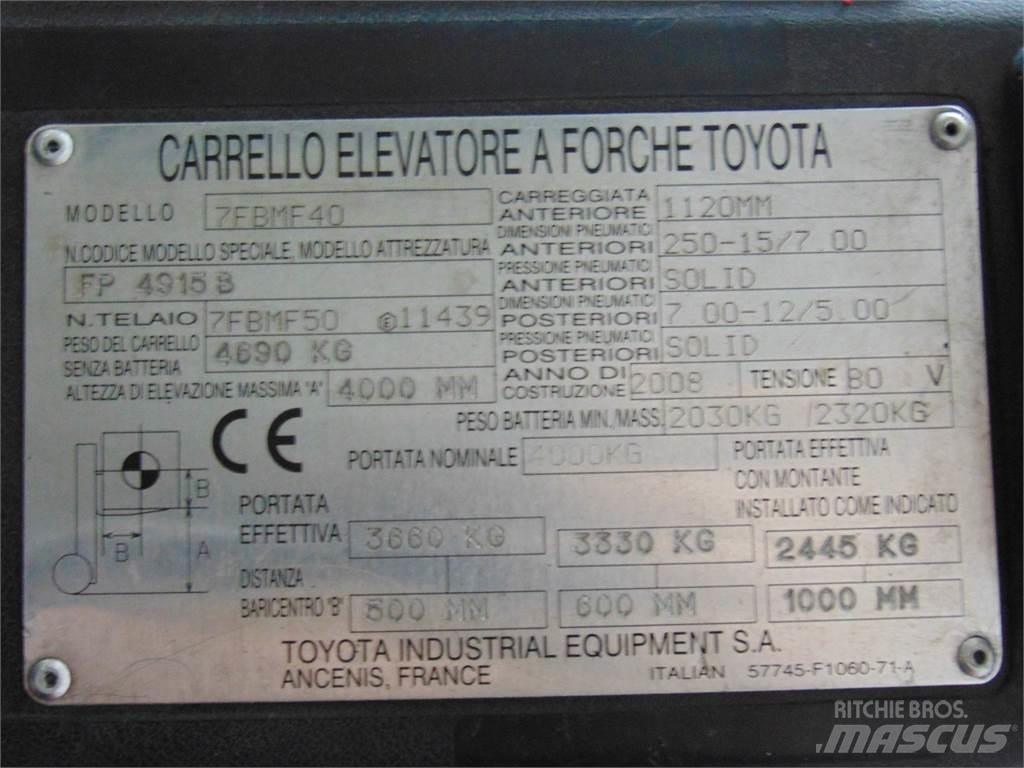 CARRELLO ELEVATORE A FORCHE TOYOTA
MODELLO 7FBMF40
N.CODICE MODELLO SPECIALE, MODELLO ATTREZZATURA
FP 4915B
N.TELAIO 7FBMF50 E11439
PESO DEL CARRELLO
SENZA BATTERIA 4690 KG
ALTEZZA DI ELEVAZIONE MASSIMA "A" 4000 MM
CARREGGIATA
ANTERIORE 1120MM
DIMENSIONI PNEUMATICI
ANTERIORI 250-15/7.00
PRESSIONE PNEUMATICI
ANTERIORI SOLID
DIMENSIONI PNEUMATICI
POSTERIORI 7.00-12/5.00
PRESSIONE PNEUMATICI
POSTERIORI SOLID
ANNO DI
COSTRUZIONE 2008 TENSIONE 80 V
PESO BATTERIA MIN./MASS. 2030KG / 2320KG
CE
PORTATA NOMINALE 4000KG
PORTATA EFFETTIVA
CON MONTANTE
INSTALLATO COME INDICATO
B
B
A
PORTATA
EFFETTIVA 3660 KG 3330 KG 2445 KG
DISTANZA
BARICENTRO "B" 500 MM 600 MM 1000 MM
TOYOTA INDUSTRIAL EQUIPMENT S.A.
ANCENIS, FRANCE
ITALIAN 57745-F1060-71-A
RITCHIE BROS.
MASCUS